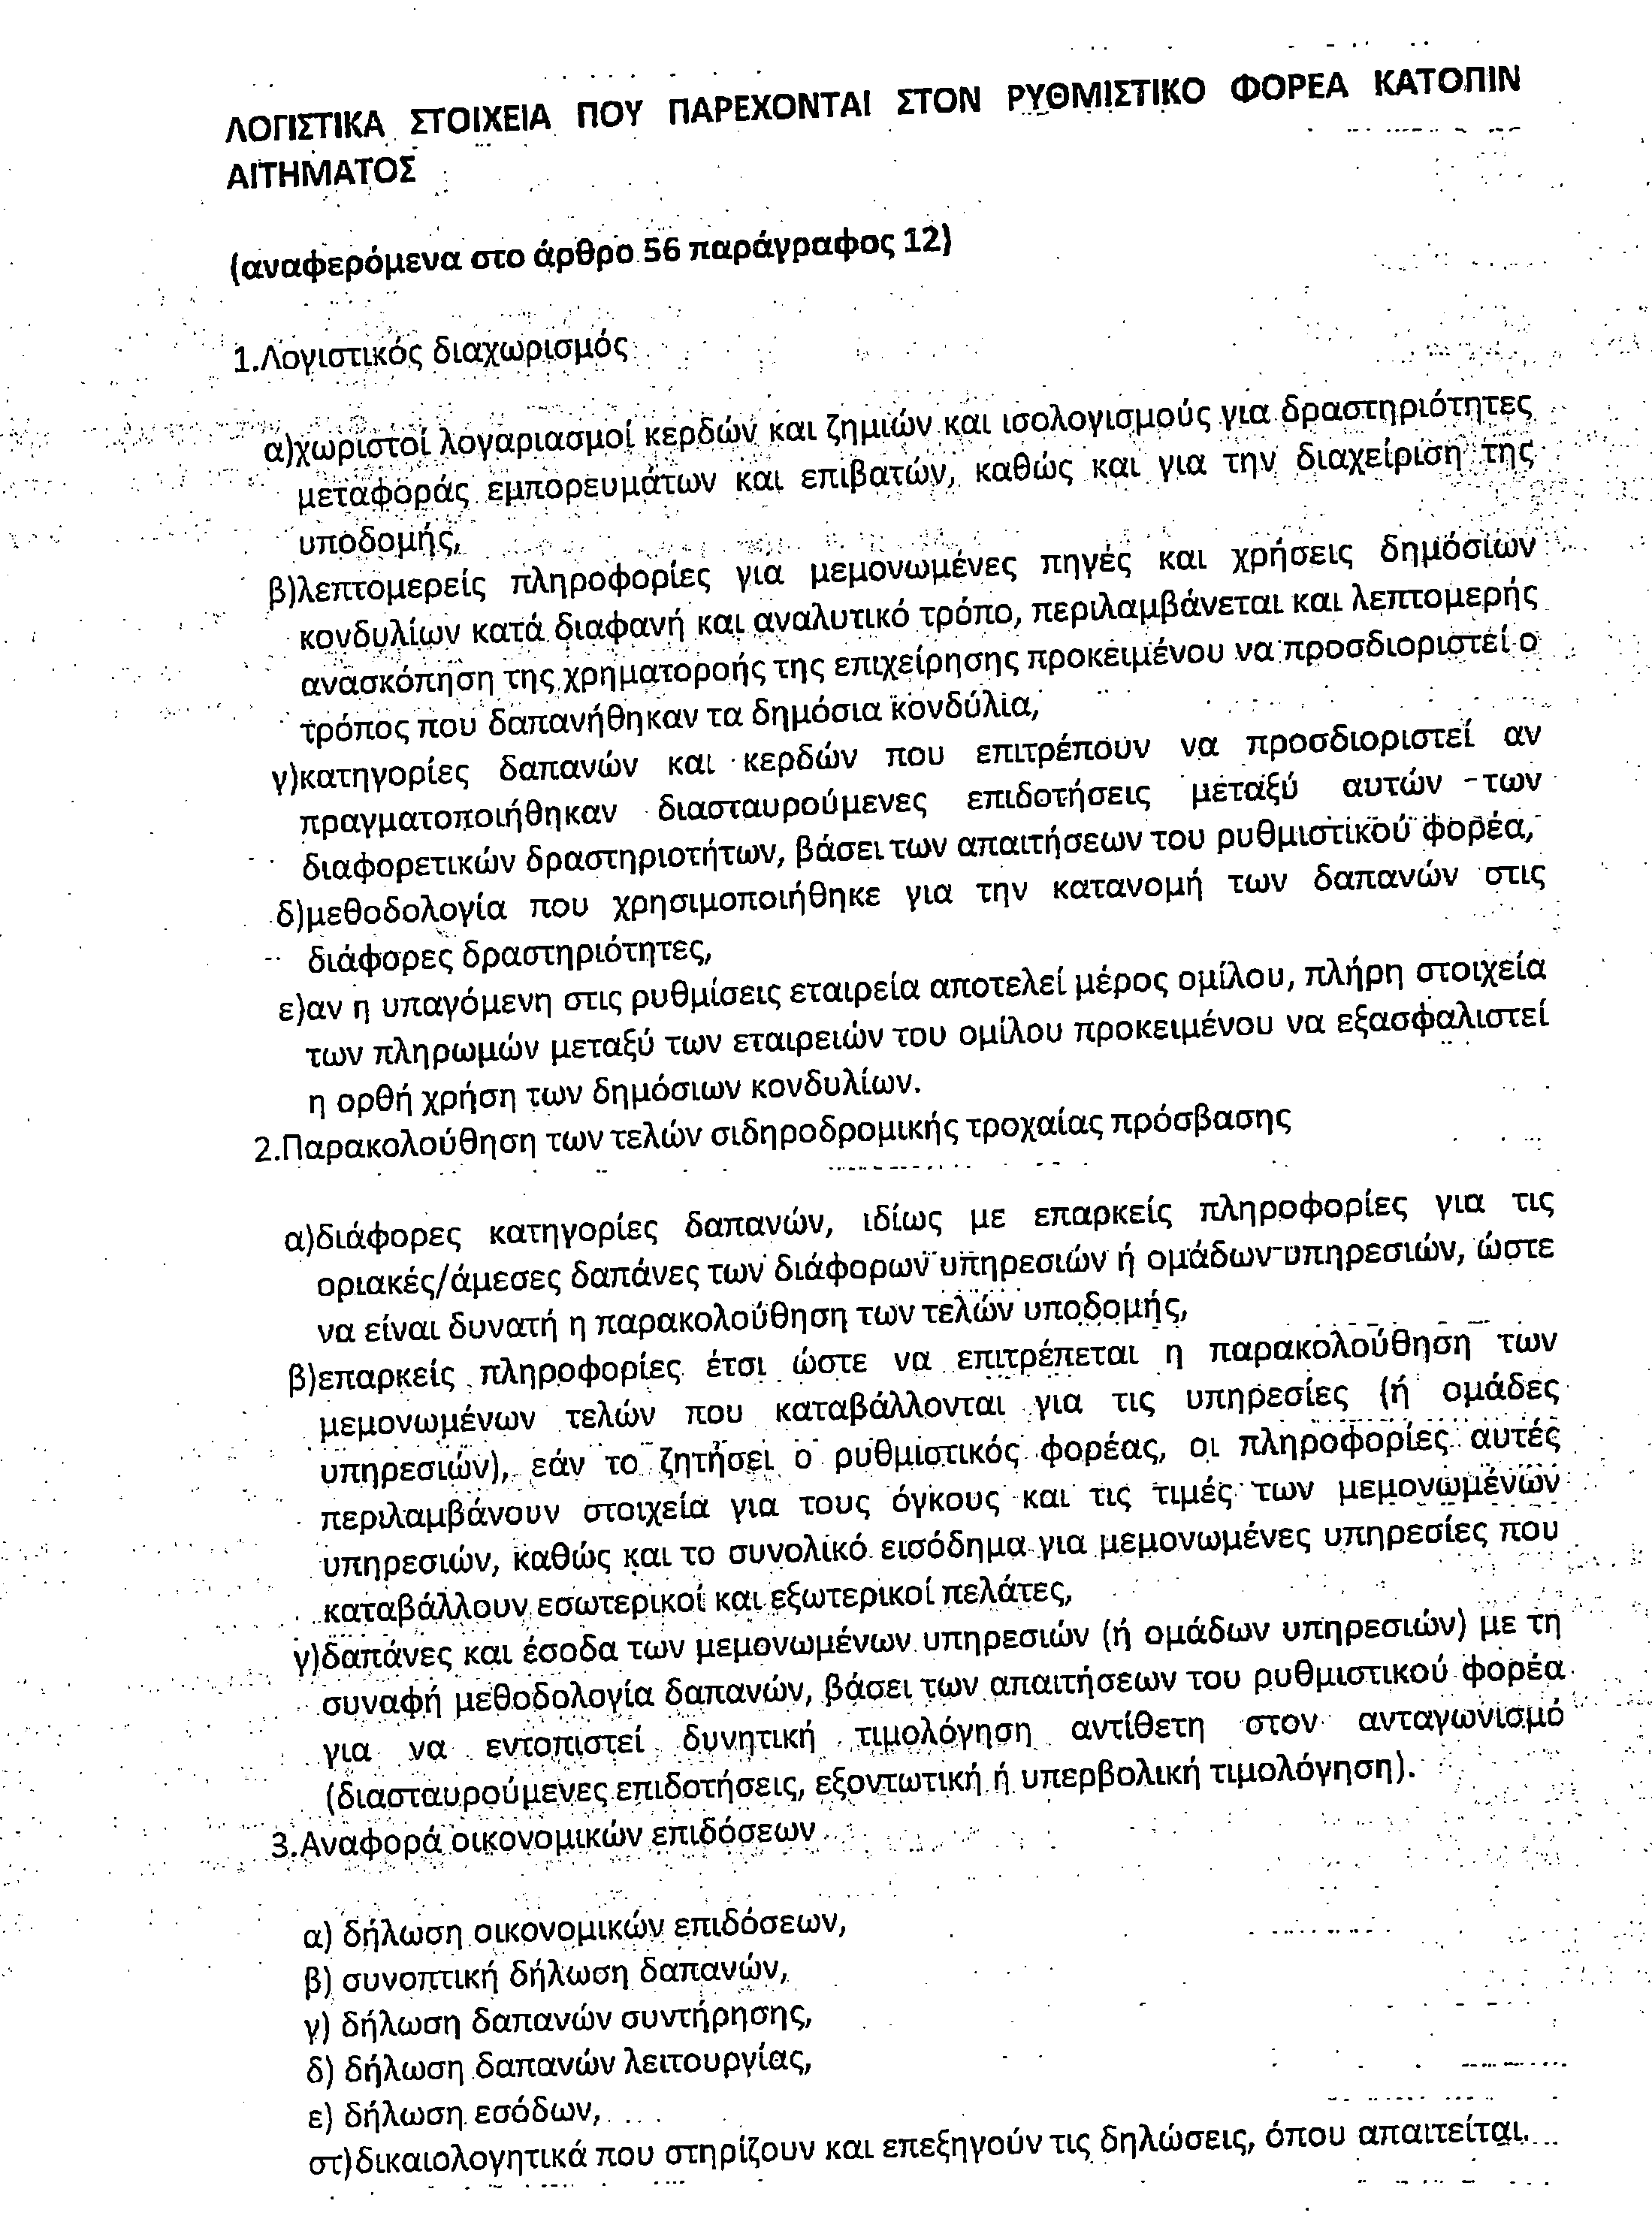 ΛΟΓΙΣΤΙΚΑ ΣΤΟΙΧΕΙΑ ΠΟΥ ΠΑΡΕΧΟΝΤΑΙ ΣΤΟΝ ΡΥΘΜΙΣΤΙΚΟ ΦΟΡΕΑ ΚΑΤΟΠΙΝ
ΑΙΤΗΜΑΤΟΣ
(αναφερόμενα στο άρθρο 56 παράγραφος 12)
1.Λογιστικός διαχωρισμός
α)χωριστοί λογαριασμοί κερδών και ζημιών και ισολογισμούς για δραστηριότητες
μεταφοράς εμπορευμάτων και επιβατών, καθώς και για την διαχείριση της
υποδομής,
β)λεπτομερείς πληροφορίες για μεμονωμένες πηγές και χρήσεις δημόσιων
κονδυλίων κατά διαφανή και αναλυτικό τρόπο, περιλαμβάνεται και λεπτομερής
ανασκόπηση της χρηματοροής της επιχείρησης προκειμένου να προσδιοριστεί ο
τρόπος που δαπανήθηκαν τα δημόσια κονδύλια,
γ)κατηγορίες δαπανών και κερδών που επιτρέπουν να προσδιοριστεί αν
πραγματοποιήθηκαν διασταυρούμενες επιδοτήσεις μεταξύ αυτών των
διαφορετικών δραστηριοτήτων, βάσει των απαιτήσεων του ρυθμιστικού φορέα,
δ)μεθοδολογία που χρησιμοποιήθηκε για την κατανομή των δαπανών στις
διάφορες δραστηριότητες,
ε)αν η υπαγόμενη στις ρυθμίσεις εταιρεία αποτελεί μέρος ομίλου, πλήρη στοιχεία
των πληρωμών μεταξύ των εταιρειών του ομίλου προκειμένου να εξασφαλιστεί
η ορθή χρήση των δημόσιων κονδυλίων.
2.Παρακολούθηση των τελών σιδηροδρομικής τροχαίας πρόσβασης
α)διάφορες κατηγορίες δαπανών, ιδίως με επαρκείς πληροφορίες για τις
οριακές/άμεσες δαπάνες των διάφορων υπηρεσιών ή ομάδων υπηρεσιών, ώστε
να είναι δυνατή η παρακολούθηση των τελών υποδομής,
β)επαρκείς πληροφορίες έτσι ώστε να επιτρέπεται η παρακολούθηση των
μεμονωμένων τελών που καταβάλλονται για τις υπηρεσίες (ή ομάδες
υπηρεσιών), εάν το ζητήσει ο ρυθμιστικός φορέας, οι πληροφορίες αυτές
περιλαμβάνουν στοιχεία για τους όγκους και τις τιμές των μεμονωμένων
υπηρεσιών, καθώς και το συνολικό εισόδημα για μεμονωμένες υπηρεσίες που
καταβάλλουν εσωτερικοί και εξωτερικοί πελάτες,
γ)δαπάνες και έσοδα των μεμονωμένων υπηρεσιών (ή ομάδων υπηρεσιών) με τη
συναφή μεθοδολογία δαπανών, βάσει των απαιτήσεων του ρυθμιστικού φορέα
για να εντοπιστεί δυνητική τιμολόγηση αντίθετη στον ανταγωνισμό
(διασταυρούμενες επιδοτήσεις, εξοντωτική ή υπερβολική τιμολόγηση).
3.Αναφορά οικονομικών επιδόσεων
α) δήλωση οικονομικών επιδόσεων,
β) συνοπτική δήλωση δαπανών,
γ) δήλωση δαπανών συντήρησης,
δ) δήλωση δαπανών λειτουργίας,
ε) δήλωση εσόδων,
στ)δικαιολογητικά που στηρίζουν και επεξηγούν τις δηλώσεις, όπου απαιτείται.